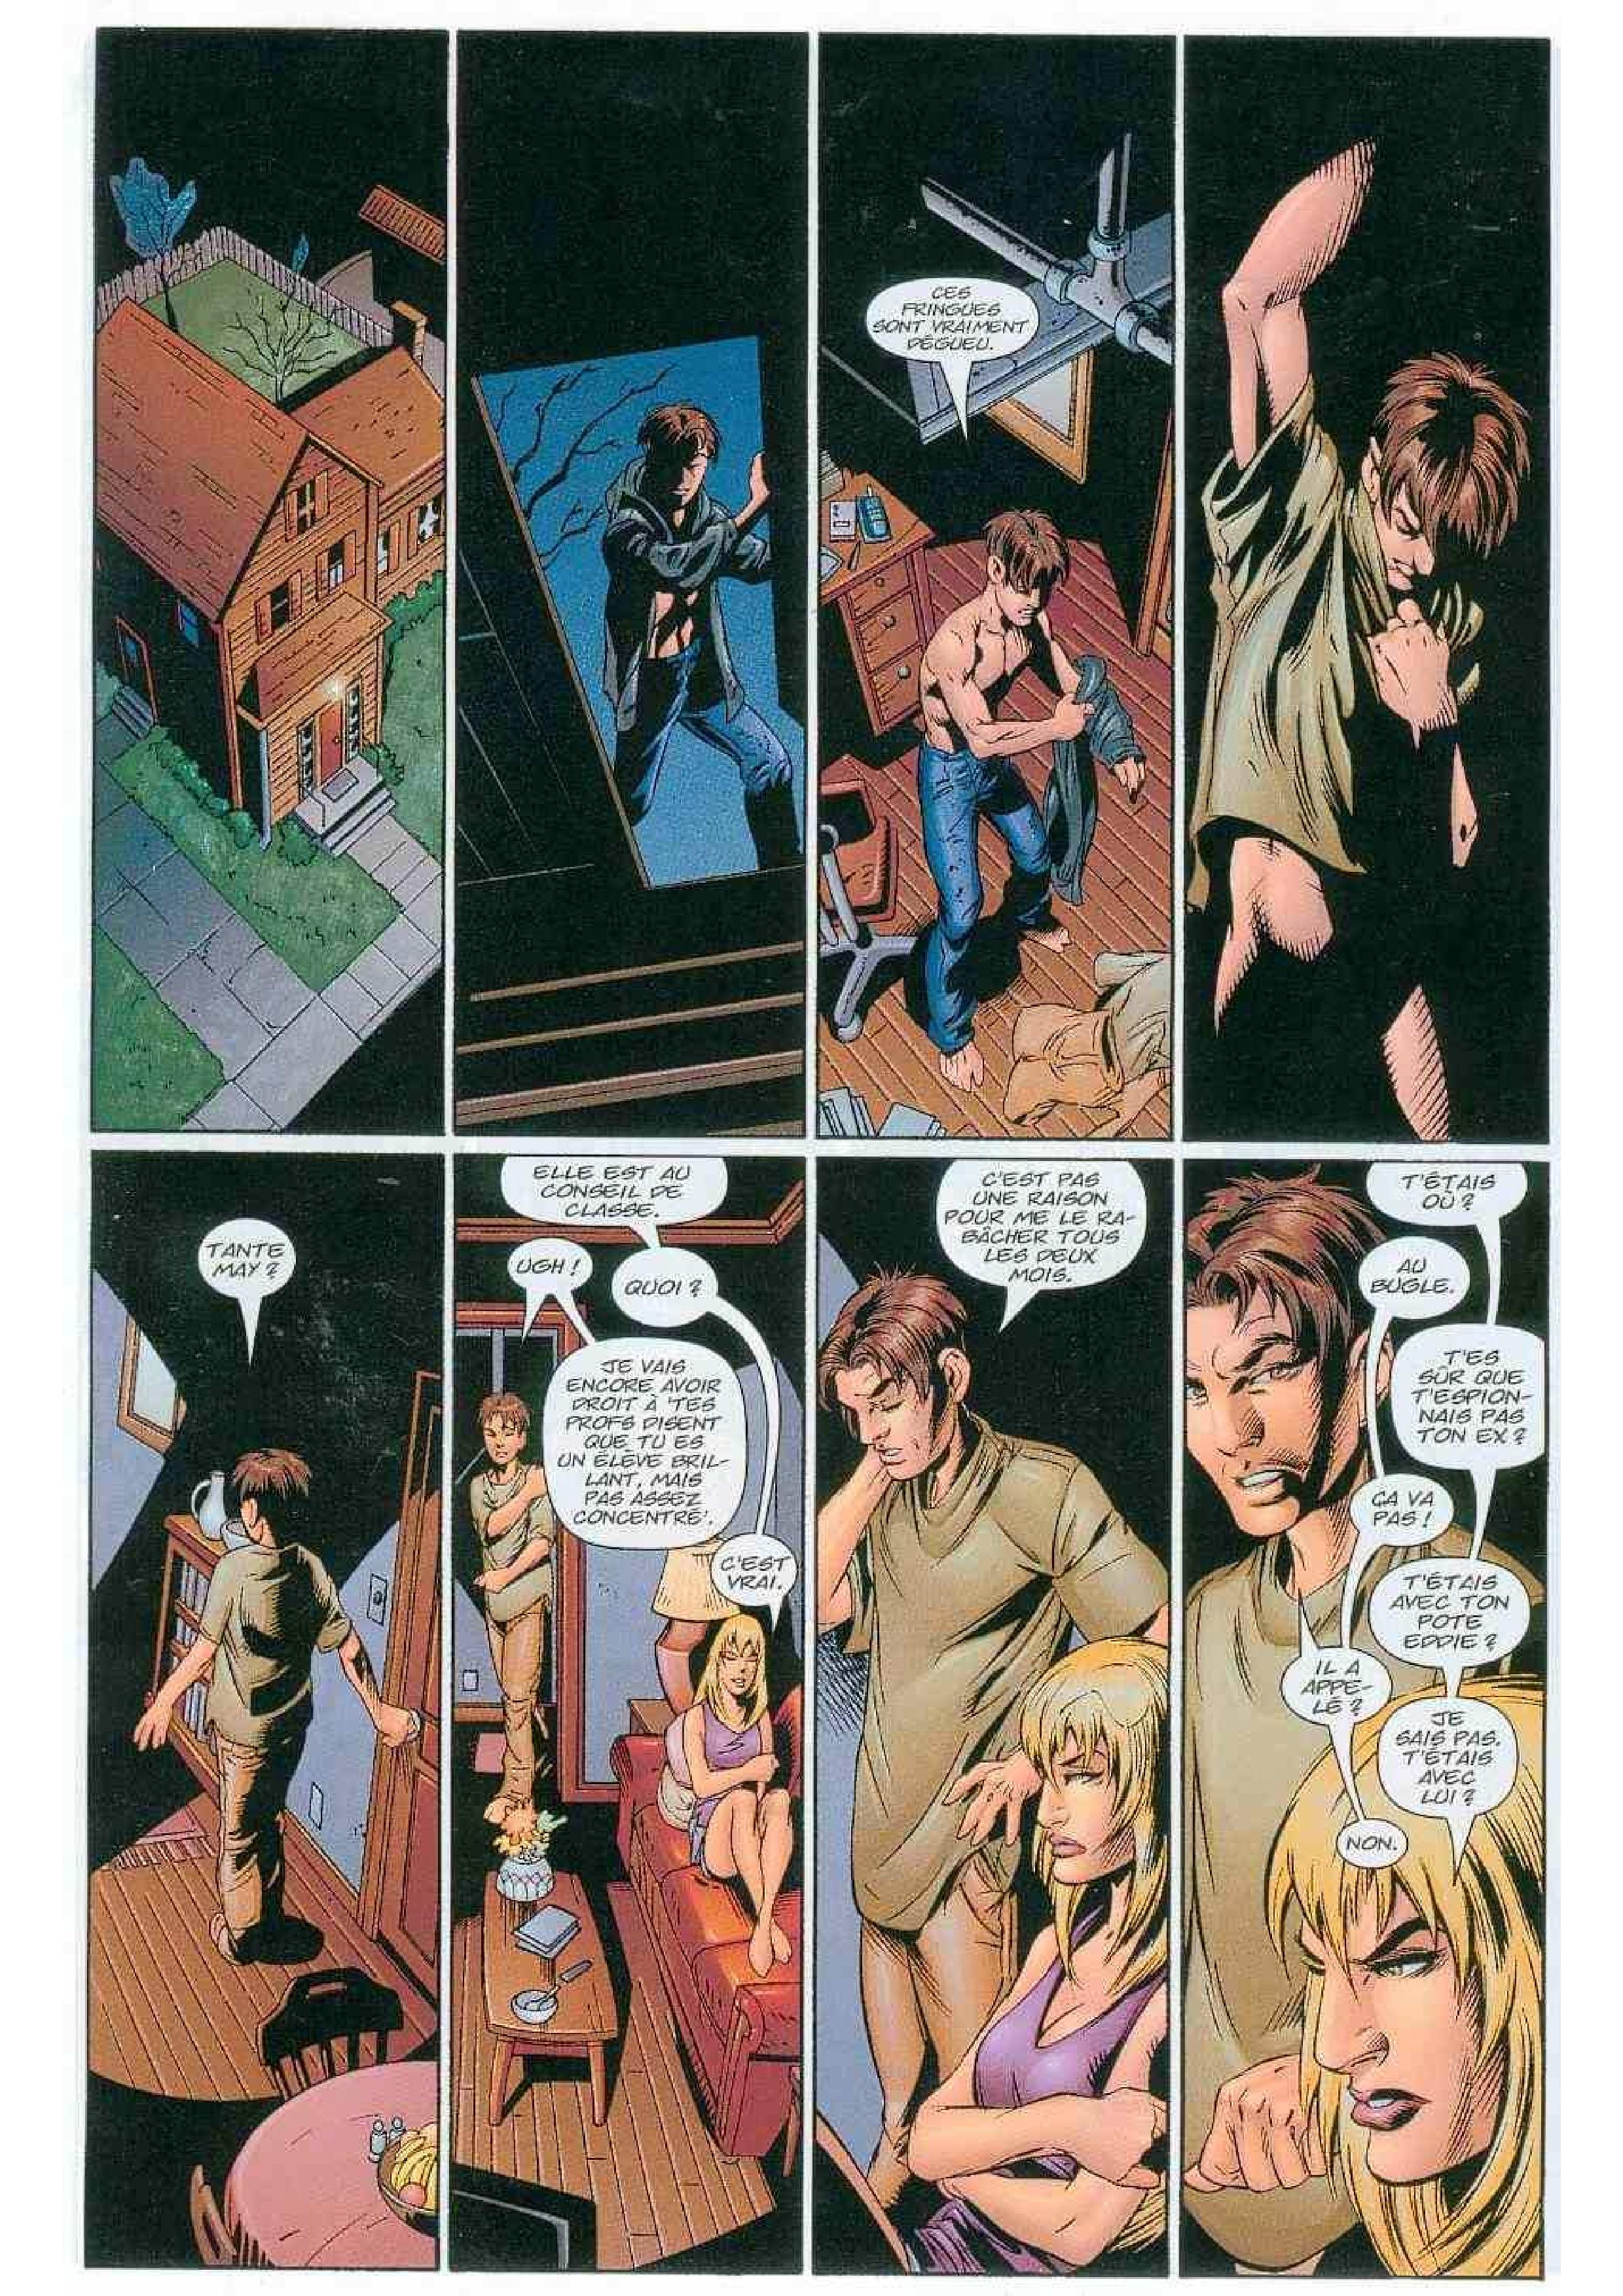 CES
FRINGUES
SONT VRAIMENT
DÉGUEU.
TANTE
MAY ?
ELLE EST AU
CONSEIL DE
CLASSE.
UGH !
QUOI ?
JE VAIS
ENCORE AVOIR
DROIT À 'TES
PROFS DISENT
QUE TU ES
UN ÉLÈVE BRIL-
LANT, MAIS
PAS ASSEZ
CONCENTRÉ'.
C'EST
VRAI.
C'EST PAS
UNE RAISON
POUR ME LE RA-
BÂCHER TOUS
LES DEUX
MOIS.
T'ÉTAIS
OÙ ?
AU
BUGLE.
T'ES
SÛR QUE
T'ESPION-
NAIS PAS
TON EX ?
ÇA VA
PAS !
T'ÉTAIS
AVEC TON
POTE
EDDIE ?
IL A
APPE-
LÉ ?
JE
SAIS PAS.
T'ÉTAIS
AVEC
LUI ?
NON.